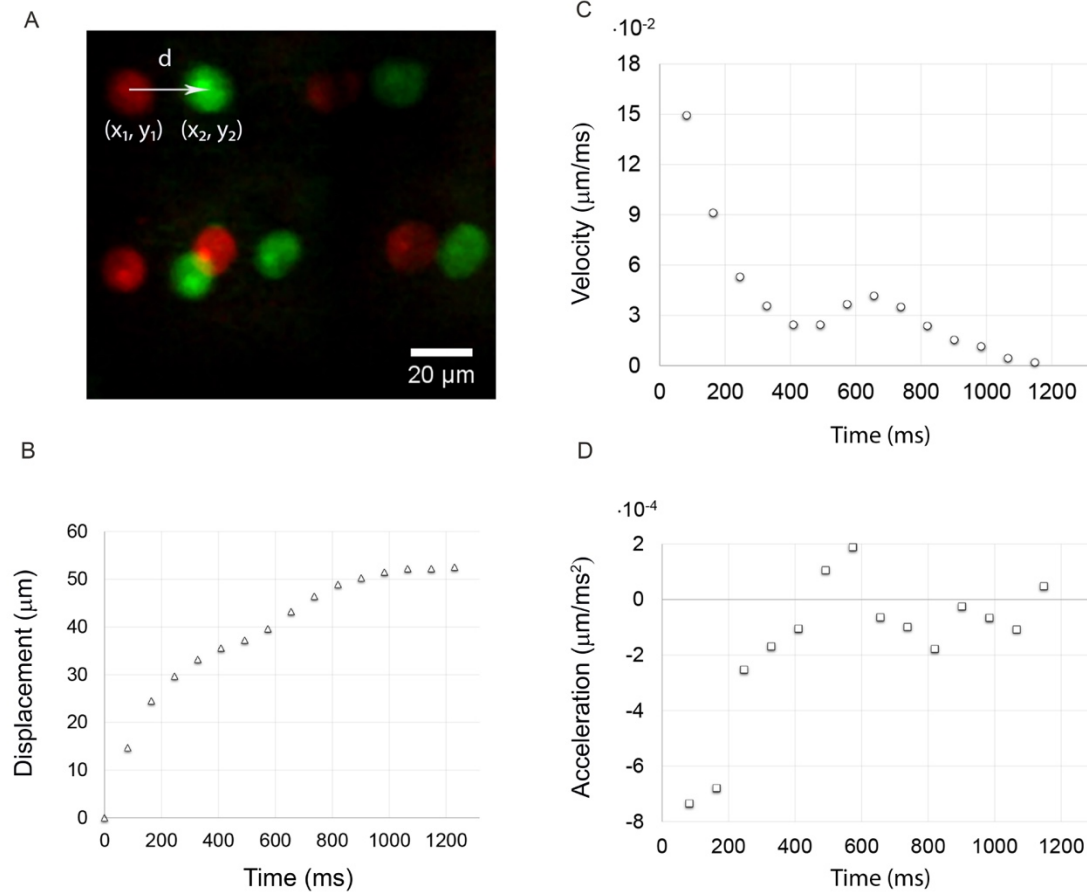 A
d
(x₁, y₁) (x₂, y₂)
20 µm
B
60
50
40
30
20
10
0
0 200 400 600 800 1000 1200
Displacement (µm)
Time (ms)
C
·10⁻²
18
15
12
9
6
3
0
0 200 400 600 800 1000 1200
Velocity (µm/ms)
Time (ms)
D
·10⁻⁴
2
0
-2
-4
-6
-8
0 200 400 600 800 1000 1200
Acceleration (µm/ms²)
Time (ms)